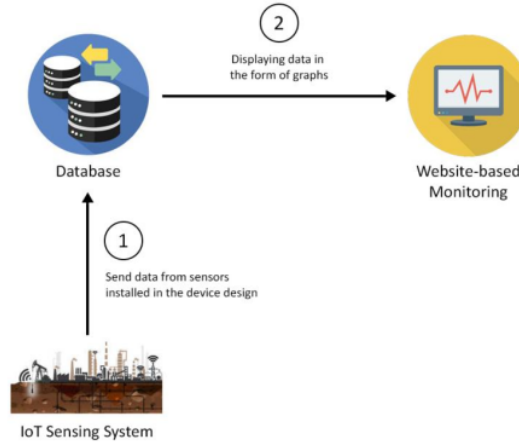 2
Displaying data in
the form of graphs
Database
Website-based
Monitoring
1
Send data from sensors
installed in the device design
IoT Sensing System